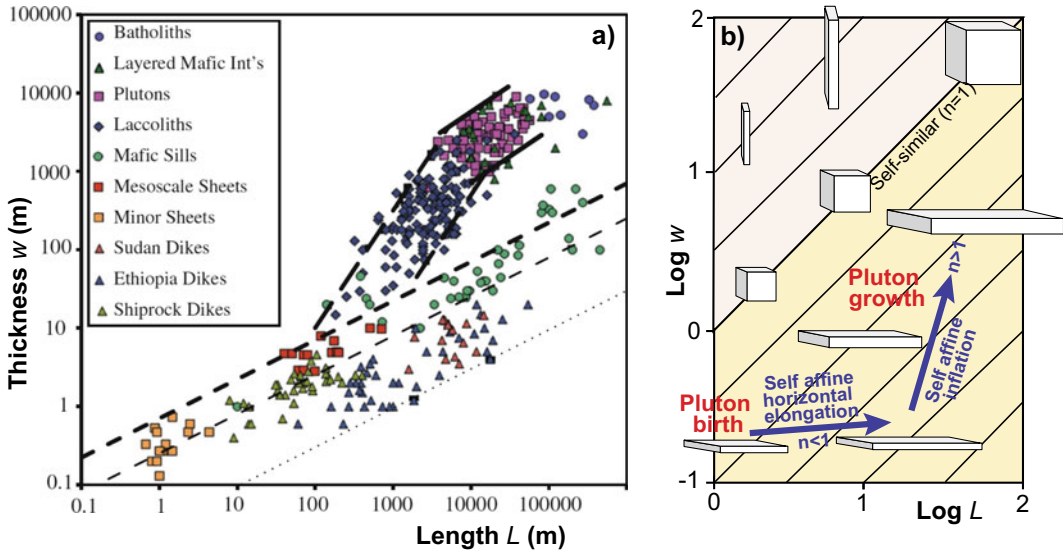 a)
Thickness w (m)
100000
10000
1000
100
10
1
0.1
Batholiths
Layered Mafic Int's
Plutons
Laccoliths
Mafic Sills
Mesoscale Sheets
Minor Sheets
Sudan Dikes
Ethiopia Dikes
Shiprock Dikes
0.1
1
10
100
1000
10000
100000
Length L (m)
b)
Log w
2
1
0
-1
Self-similar (n=1)
Pluton
growth
n>1
Self affine
inflation
Self affine
horizontal
elongation
n<1
Pluton
birth
0
1
2
Log L